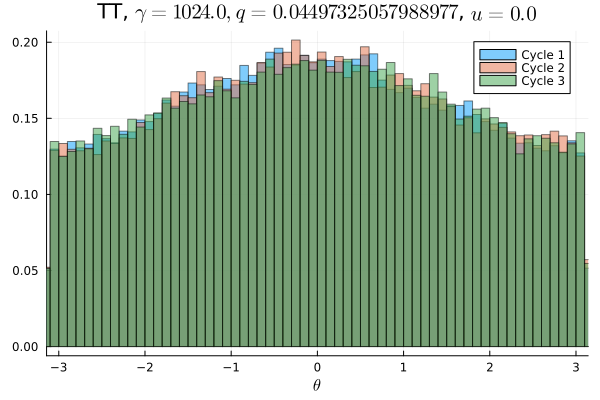 TT, γ = 1024.0, q = 0.04497325057988977, u = 0.0
Cycle 1
Cycle 2
Cycle 3
0.20
0.15
0.10
0.05
0.00
−3 −2 −1 0 1 2 3
θ